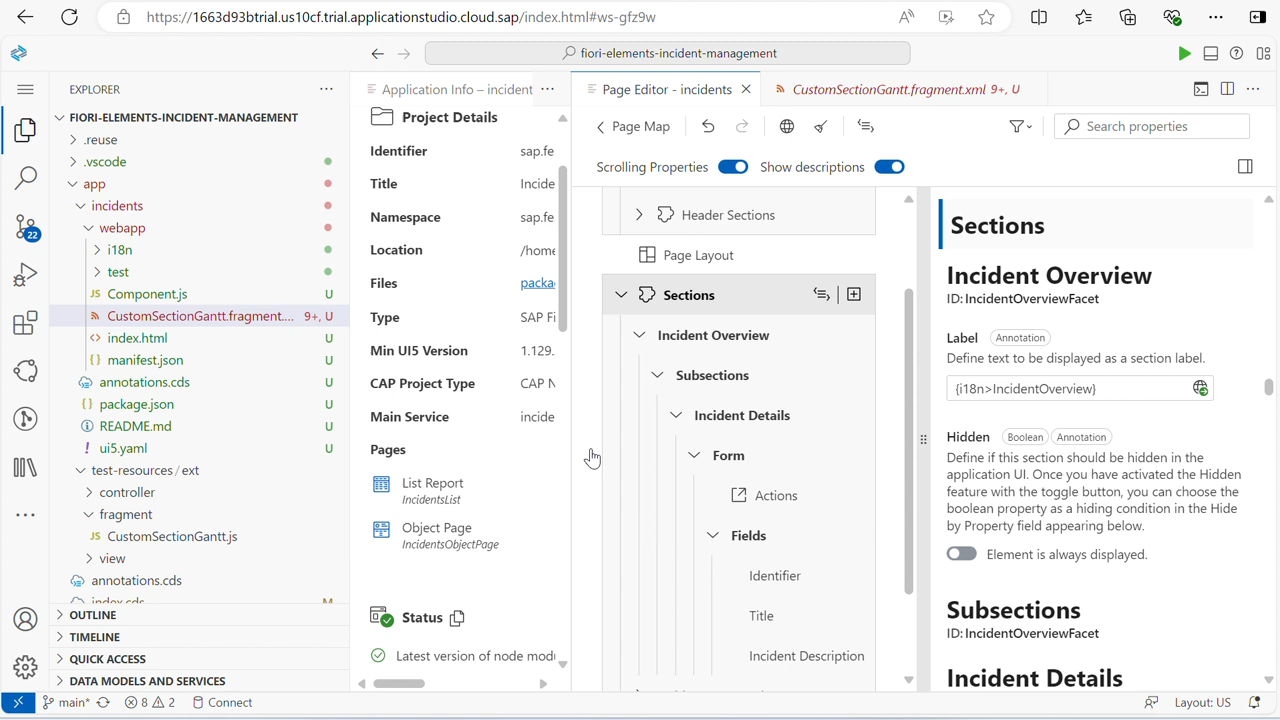 https://1663d93btrial.us10cf.trial.applicationstudio.cloud.sap/index.html#ws-gfz9w
fiori-elements-incident-management
EXPLORER
FIORI-ELEMENTS-INCIDENT-MANAGEMENT
.reuse
.vscode
app
incidents
webapp
i18n
test
JS Component.js U
CustomSectionGantt.fragment.... 9+, U
<> index.html U
{} manifest.json U
annotations.cds U
{} package.json U
README.md U
! ui5.yaml U
test-resources / ext
controller
fragment
JS CustomSectionGantt.js
view
annotations.cds
index.cds M
22
OUTLINE
TIMELINE
QUICK ACCESS
DATA MODELS AND SERVICES
Application Info – incident
Project Details
Identifier sap.fe
Title Incide
Namespace sap.fe
Location /home
Files packa
Type SAP Fi
Min UI5 Version 1.129.
CAP Project Type CAP N
Main Service incide
Pages
List Report
IncidentsList
Object Page
IncidentsObjectPage
Status
Latest version of node mod
Page Editor - incidents
CustomSectionGantt.fragment.xml 9+, U
Page Map
Search properties
Scrolling Properties
Show descriptions
Header Sections
Page Layout
Sections
Incident Overview
Subsections
Incident Details
Form
Actions
Fields
Identifier
Title
Incident Description
Sections
Incident Overview
ID: IncidentOverviewFacet
Label Annotation
Define text to be displayed as a section label.
{i18n>IncidentOverview}
Hidden Boolean Annotation
Define if this section should be hidden in the
application UI. Once you have activated the Hidden
feature with the toggle button, you can choose the
boolean property as a hiding condition in the Hide
by Property field appearing below.
Element is always displayed.
Subsections
ID: IncidentOverviewFacet
Incident Details
main*
8 2
Connect
Layout: US